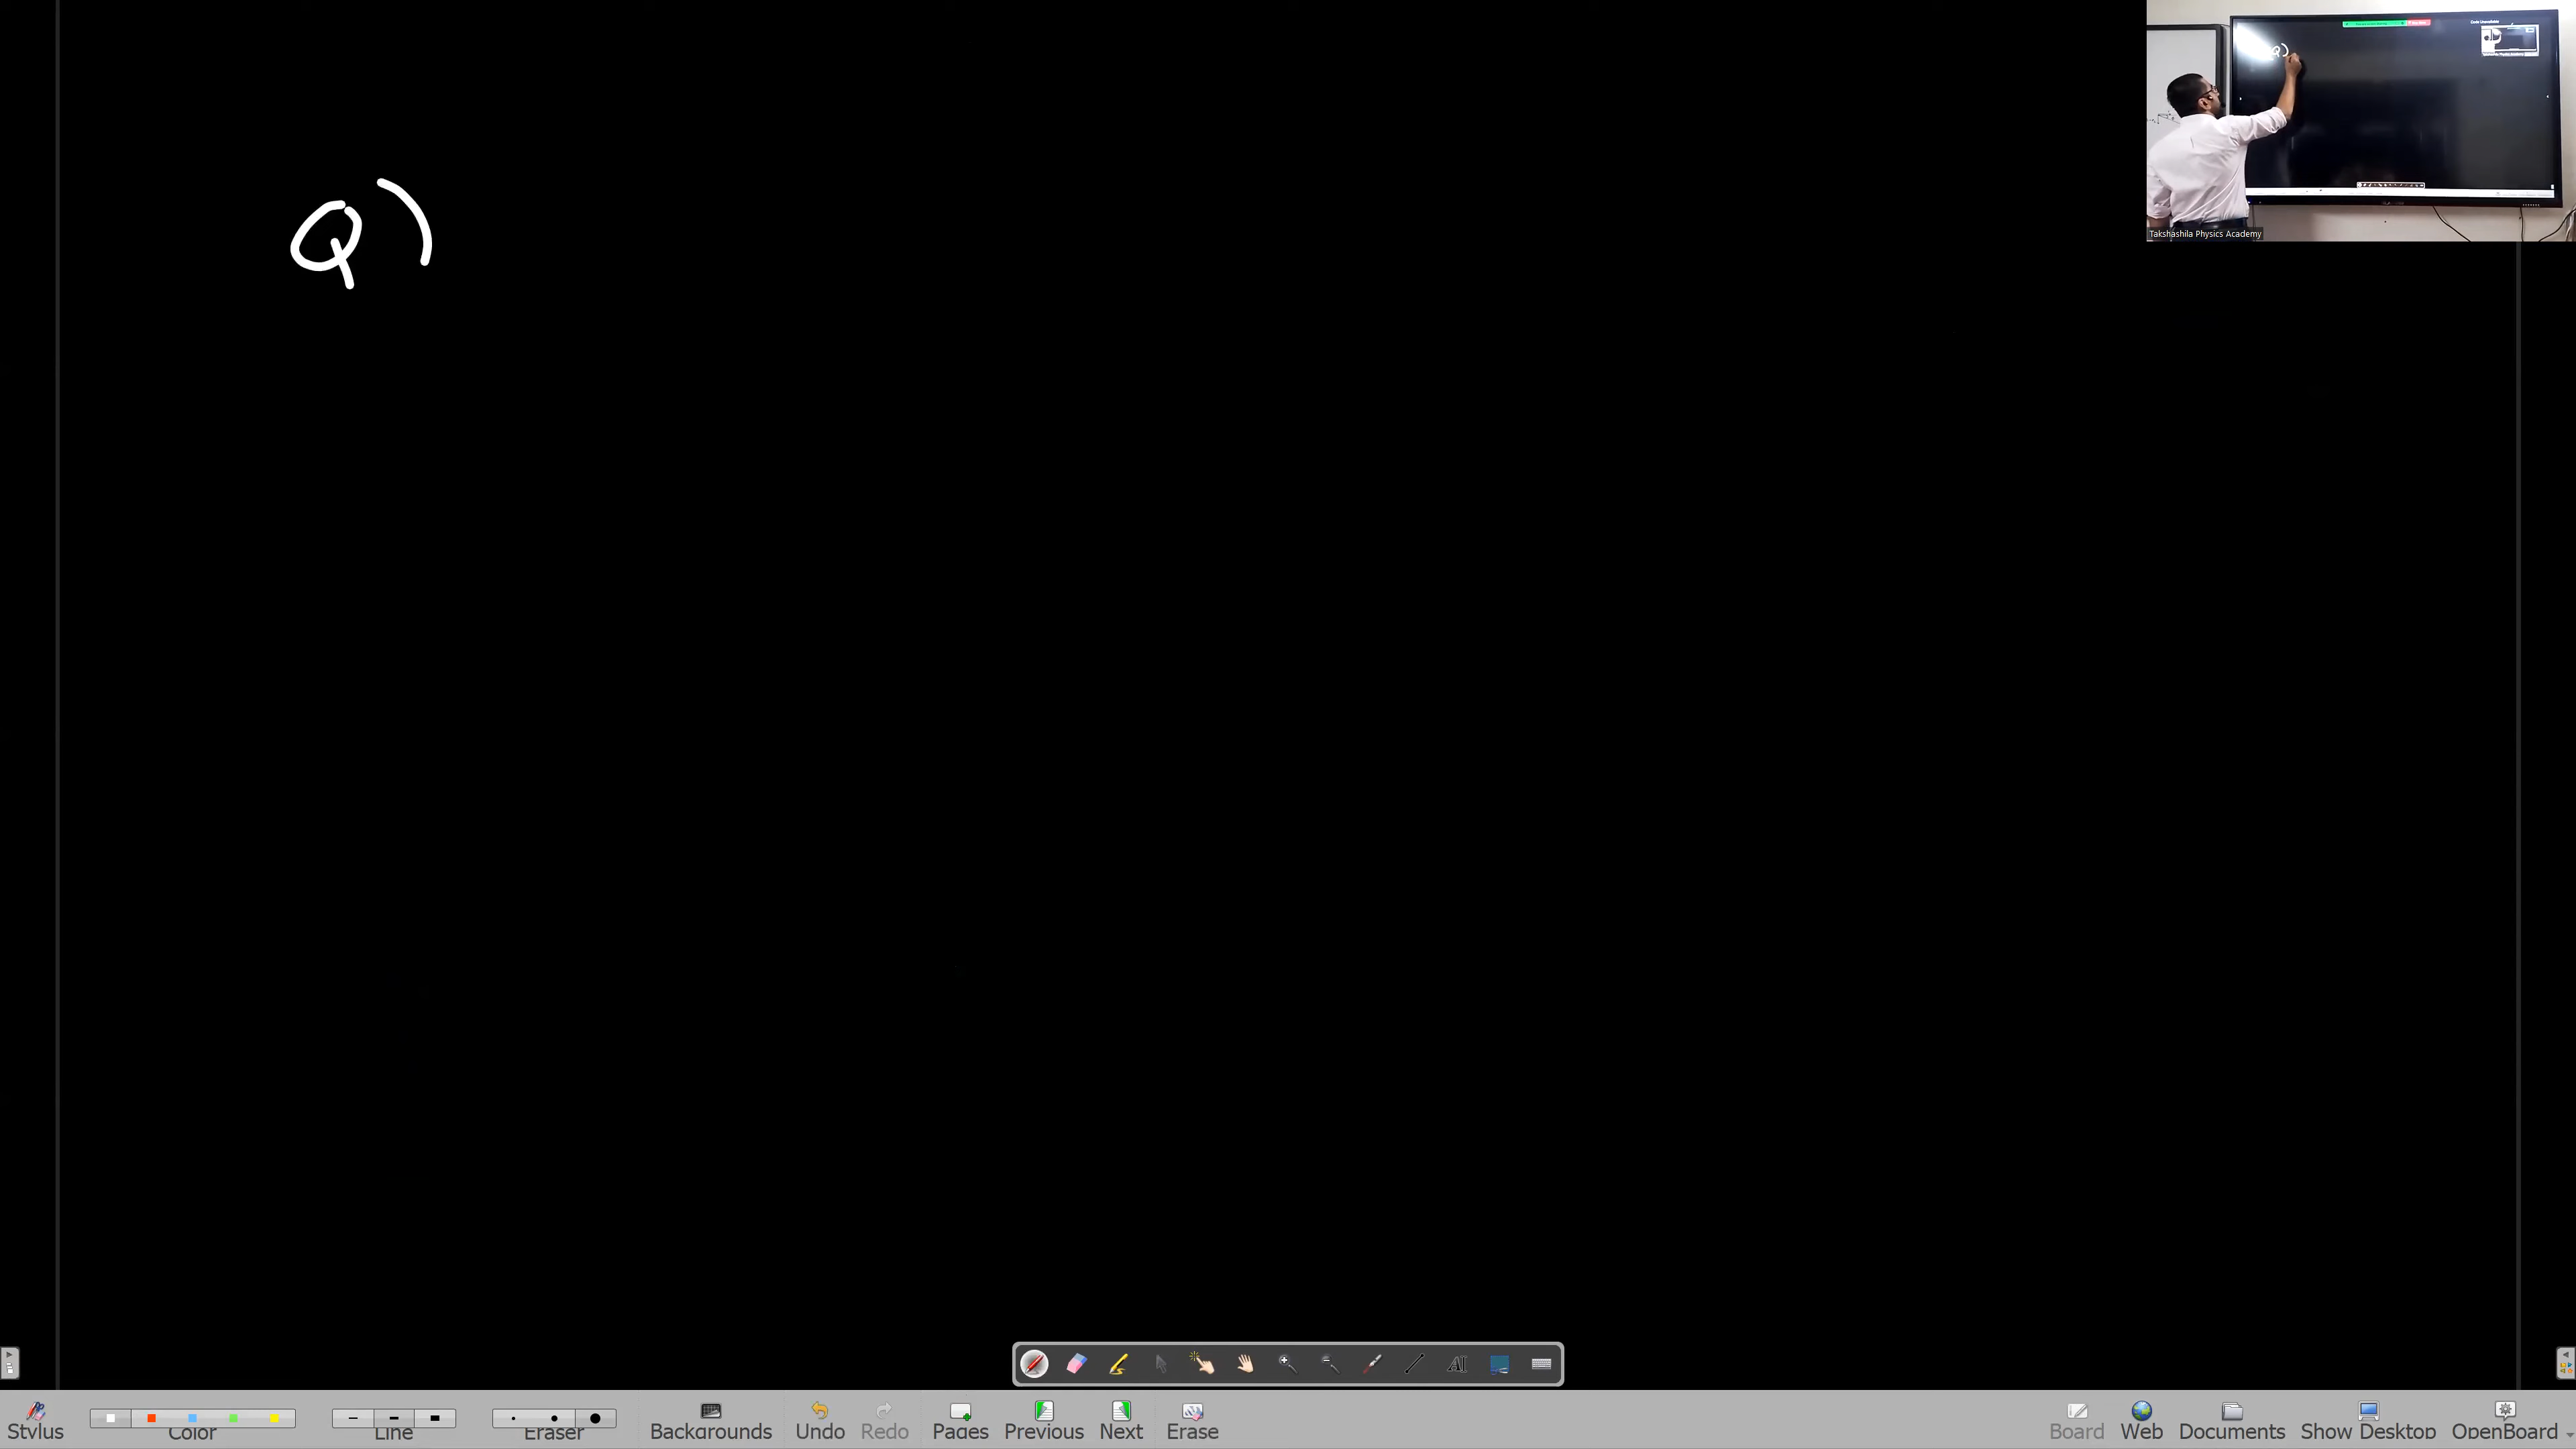 Q)
Takshashila Physics Academy
Stylus
Color
Line
Eraser
Backgrounds
Undo
Redo
Pages
Previous
Next
Erase
Board
Web
Documents
Show Desktop
OpenBoard